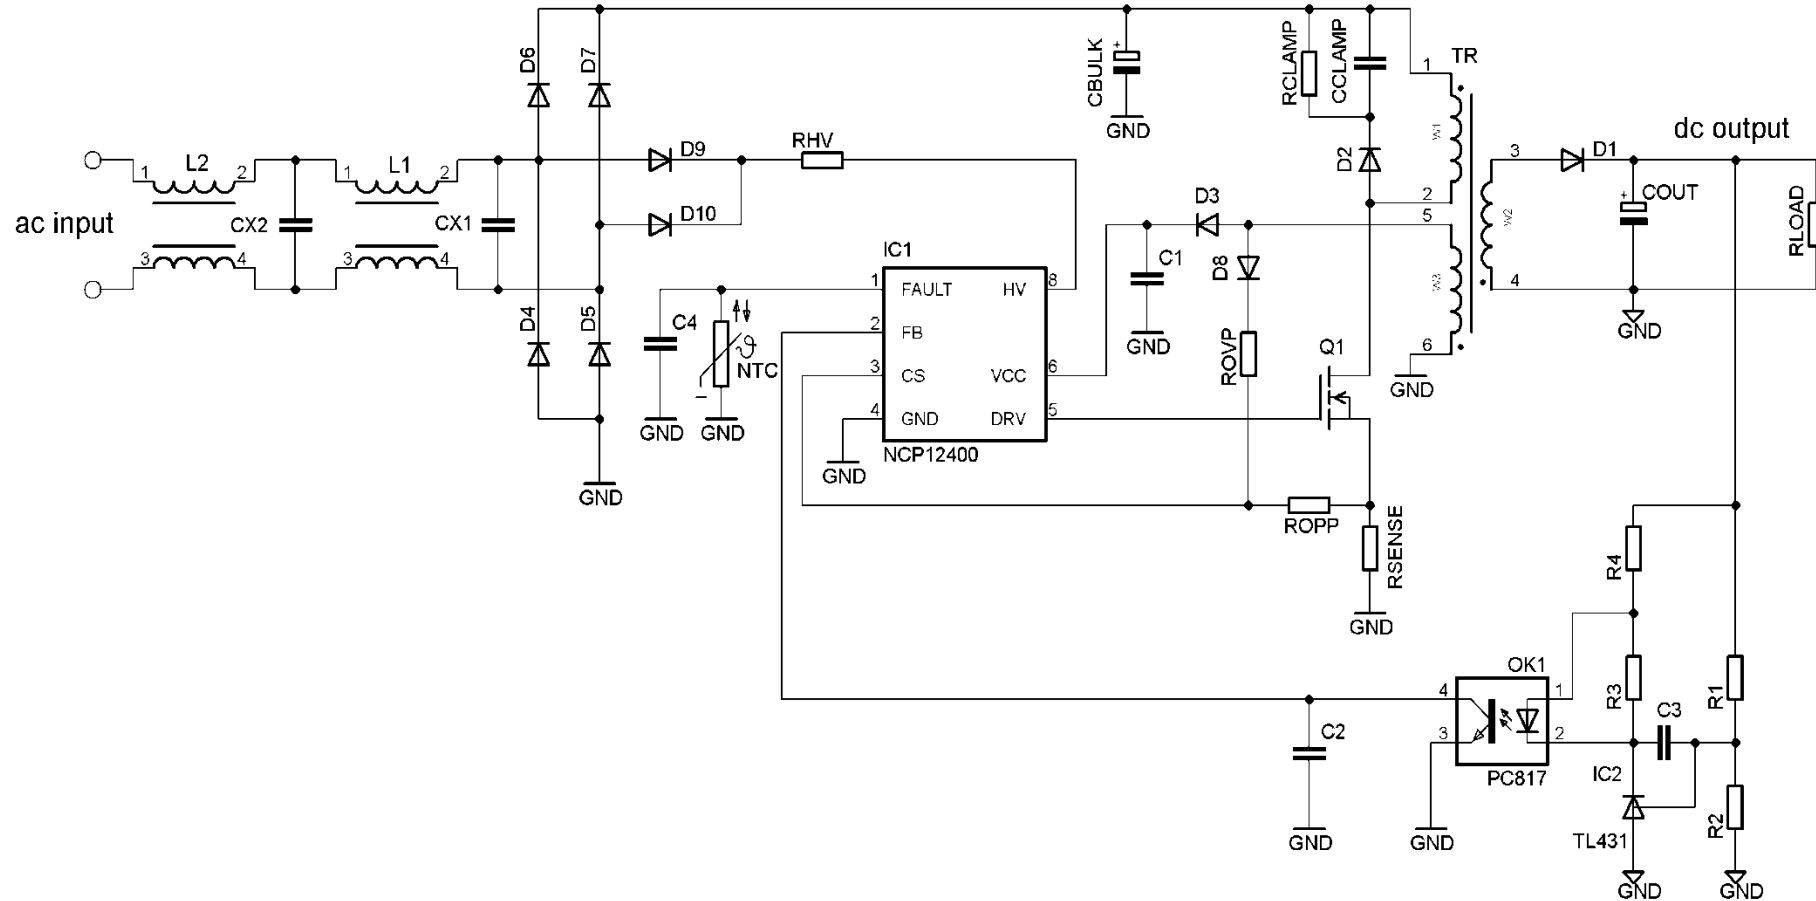 TR
D6
D7
CBULK
RCLAMP
CCLAMP
1
GND
dc output
W1
RHV
D9
D2
3
D1
L2
1
2
L1
1
2
ac input
CX2
CX1
D10
D3
2
5
COUT
W2
RLOAD
3
4
3
4
IC1
C1
D8
W3
4
1
FAULT
HV
8
D4
D5
C4
ϑ
NTC
2
FB
GND
ROVP
Q1
6
GND
3
CS
VCC
6
GND
GND
GND
4
GND
DRV
5
GND
NCP12400
GND
ROPP
RSENSE
R4
GND
OK1
4
1
R3
R1
C2
3
2
C3
PC817
IC2
R2
TL431
GND
GND
GND
GND